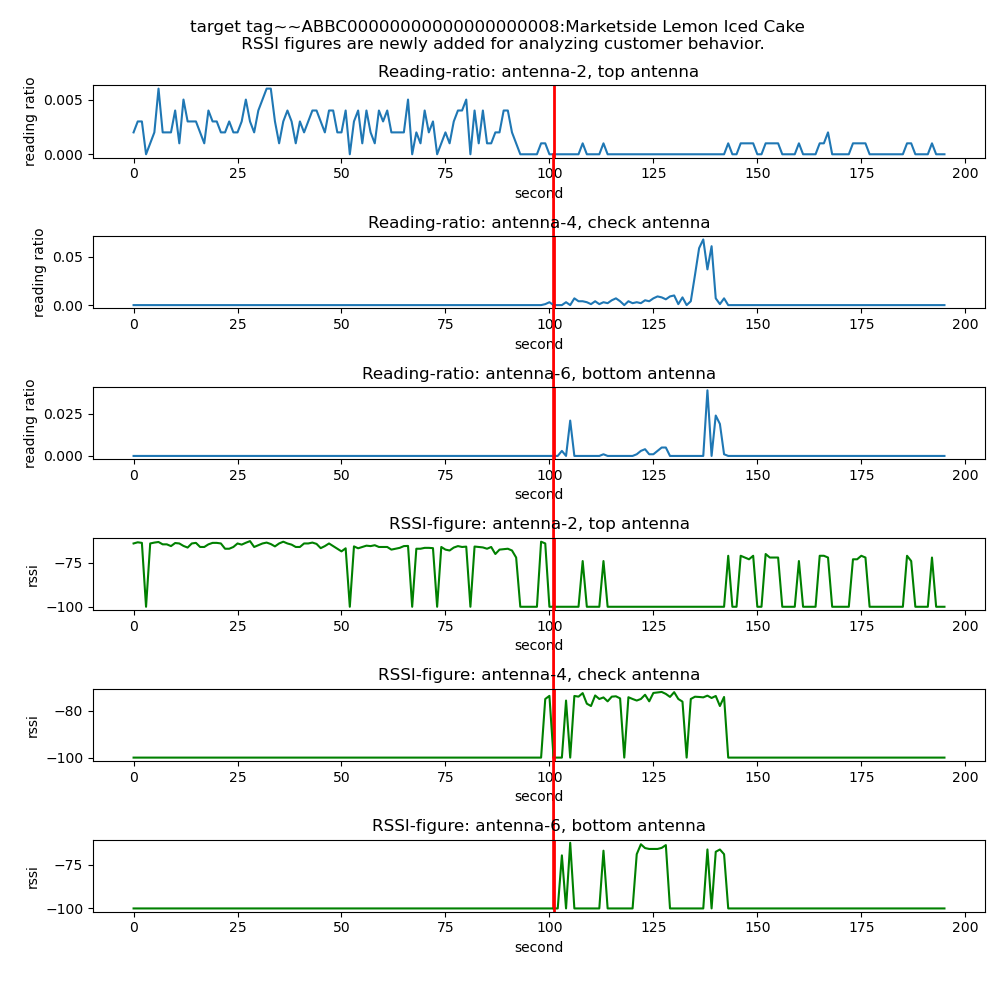 target tag~~ABBC00000000000000000008:Marketside Lemon Iced Cake
RSSI figures are newly added for analyzing customer behavior.
Reading-ratio: antenna-2, top antenna
reading ratio
0.005
0.000
0 25 50 75 100 125 150 175 200
second
Reading-ratio: antenna-4, check antenna
reading ratio
0.05
0.00
0 25 50 75 100 125 150 175 200
second
Reading-ratio: antenna-6, bottom antenna
reading ratio
0.025
0.000
0 25 50 75 100 125 150 175 200
second
RSSI-figure: antenna-2, top antenna
rssi
−75
−100
0 25 50 75 100 125 150 175 200
second
RSSI-figure: antenna-4, check antenna
rssi
−80
−100
0 25 50 75 100 125 150 175 200
second
RSSI-figure: antenna-6, bottom antenna
rssi
−75
−100
0 25 50 75 100 125 150 175 200
second